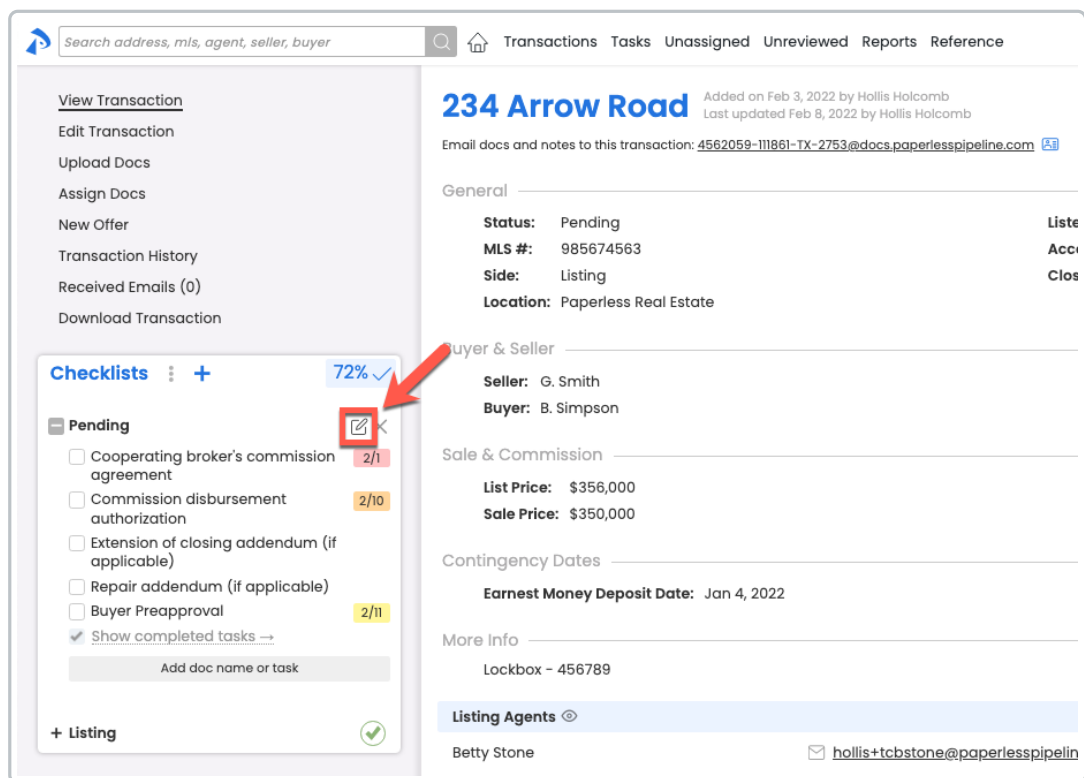 Search address, mls, agent, seller, buyer
Transactions Tasks Unassigned Unreviewed Reports Reference
View Transaction
Edit Transaction
Upload Docs
Assign Docs
New Offer
Transaction History
Received Emails (0)
Download Transaction
Checklists + 72%
Pending
Cooperating broker's commission 2/1
agreement
Commission disbursement 2/10
authorization
Extension of closing addendum (if
applicable)
Repair addendum (if applicable)
Buyer Preapproval 2/11
Show completed tasks →
Add doc name or task
+ Listing
234 Arrow Road
Added on Feb 3, 2022 by Hollis Holcomb
Last updated Feb 8, 2022 by Hollis Holcomb
Email docs and notes to this transaction: 4562059-111861-TX-2753@docs.paperlesspipeline.com
General
Status: Pending Liste
MLS #: 985674563 Acce
Side: Listing Clos
Location: Paperless Real Estate
Buyer & Seller
Seller: G. Smith
Buyer: B. Simpson
Sale & Commission
List Price: $356,000
Sale Price: $350,000
Contingency Dates
Earnest Money Deposit Date: Jan 4, 2022
More Info
Lockbox - 456789
Listing Agents
Betty Stone hollis+tcbstone@paperlesspipelin